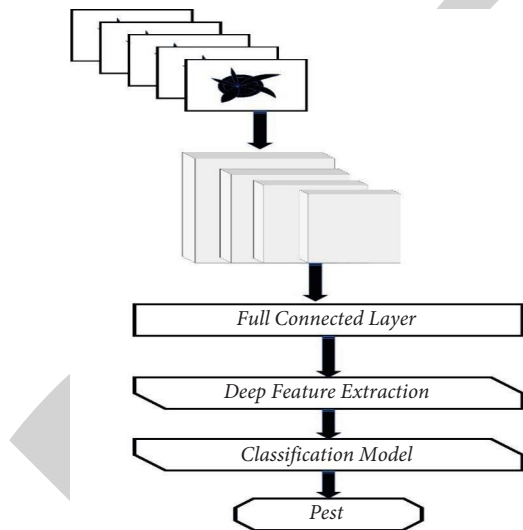 Full Connected Layer
Deep Feature Extraction
Classification Model
Pest